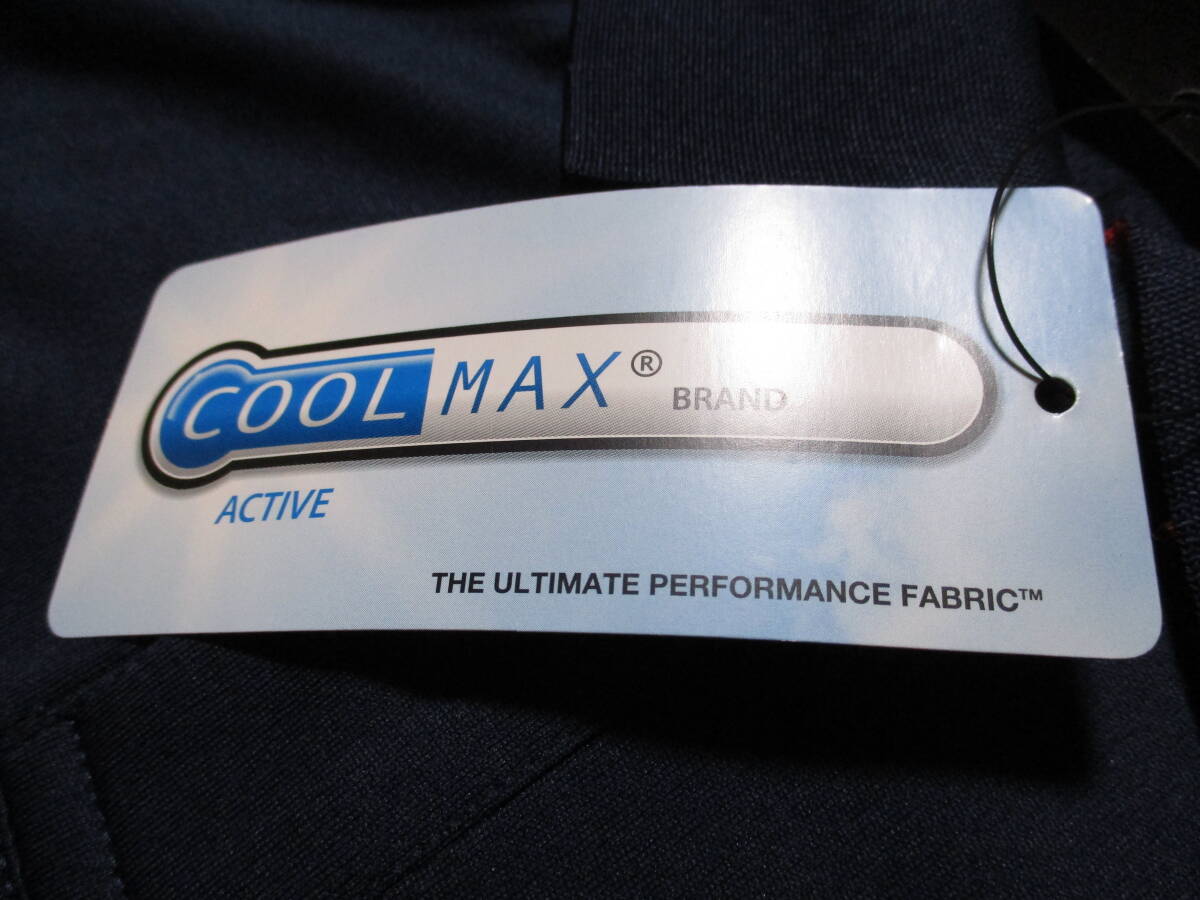 COOLMAX® BRAND
ACTIVE
THE ULTIMATE PERFORMANCE FABRIC™